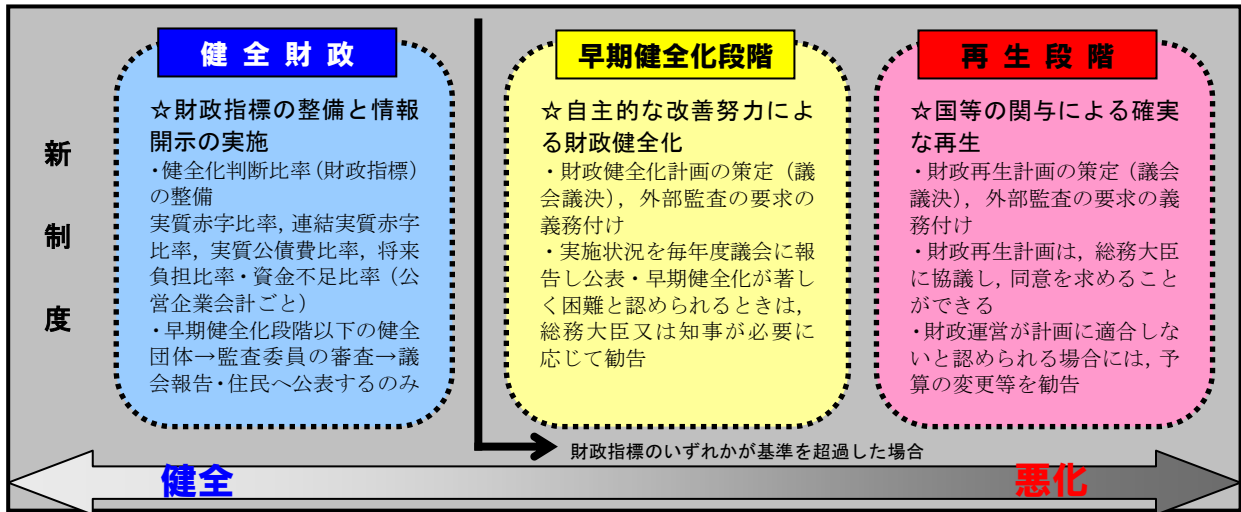 新制度
健全財政
☆財政指標の整備と情報
開示の実施
・健全化判断比率(財政指標)
の整備
実質赤字比率,連結実質赤字
比率,実質公債費比率,将来
負担比率・資金不足比率(公
営企業会計ごと)
・早期健全化段階以下の健全
団体→監査委員の審査→議
会報告・住民へ公表するのみ
早期健全化段階
☆自主的な改善努力によ
る財政健全化
・財政健全化計画の策定(議
会議決),外部監査の要求の
義務付け
・実施状況を毎年度議会に報
告し公表・早期健全化が著し
く困難と認められるときは,
総務大臣又は知事が必要に
応じて勧告
再生段階
☆国等の関与による確実
な再生
・財政再生計画の策定(議会
議決),外部監査の要求の義
務付け
・財政再生計画は,総務大臣
に協議し,同意を求めること
ができる
・財政運営が計画に適合しな
いと認められる場合には,予
算の変更等を勧告
財政指標のいずれかが基準を超過した場合
健全
悪化